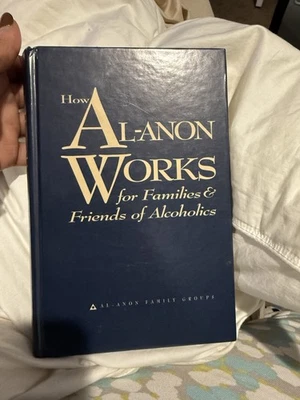 How
AL-ANON
WORKS
for Families &
Friends of Alcoholics
AL-ANON FAMILY GROUPS